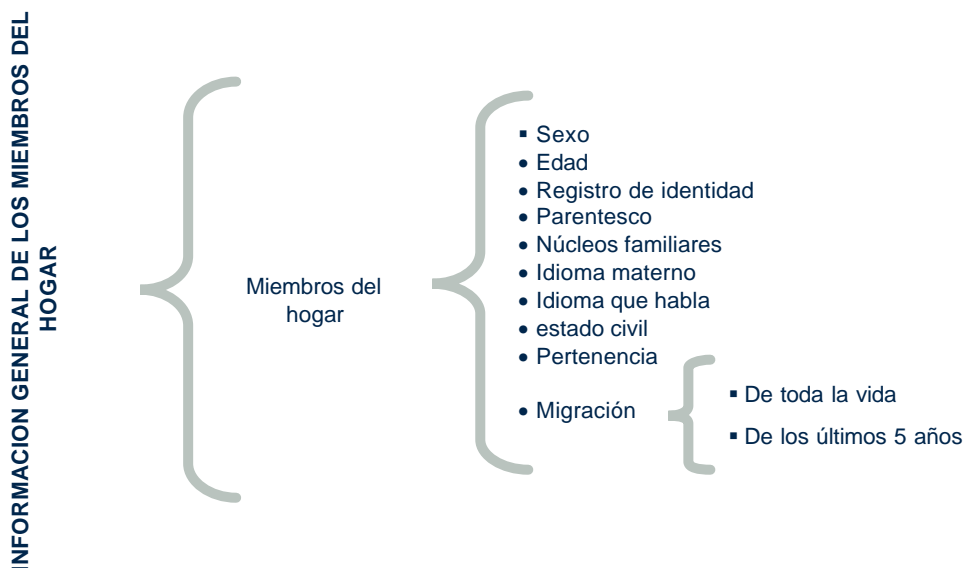 INFORMACION GENERAL DE LOS MIEMBROS DEL
HOGAR
Miembros del
hogar
▪ Sexo
• Edad
• Registro de identidad
• Parentesco
• Núcleos familiares
• Idioma materno
• Idioma que habla
• estado civil
• Pertenencia
• Migración
▪ De toda la vida
▪ De los últimos 5 años